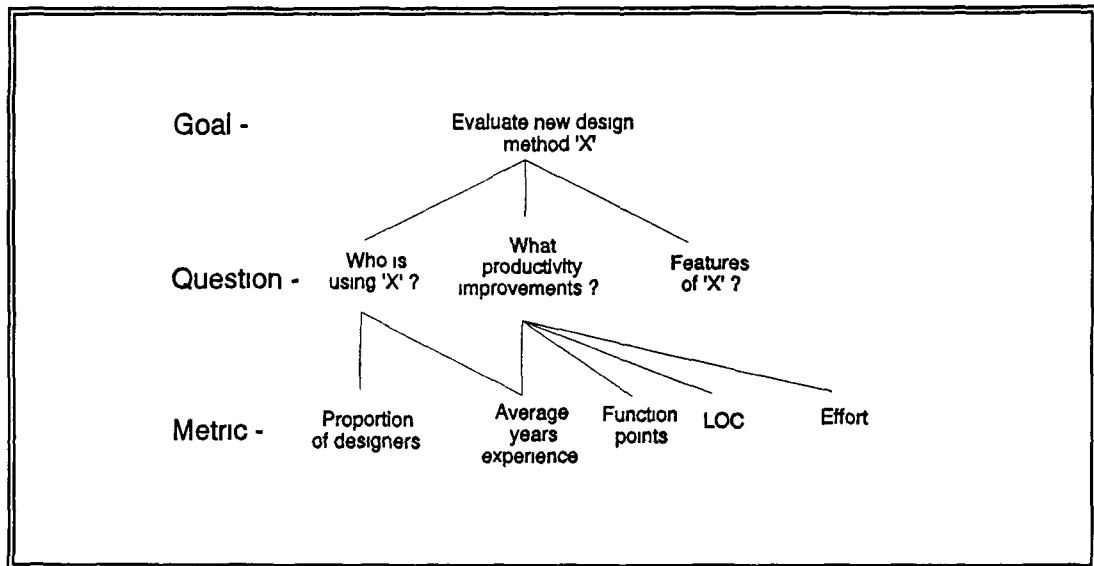 Goal -
Evaluate new design
method 'X'
Question -
Who is
using 'X' ?
What
productivity
improvements ?
Features
of 'X' ?
Metric -
Proportion
of designers
Average
years
experience
Function
points
LOC
Effort